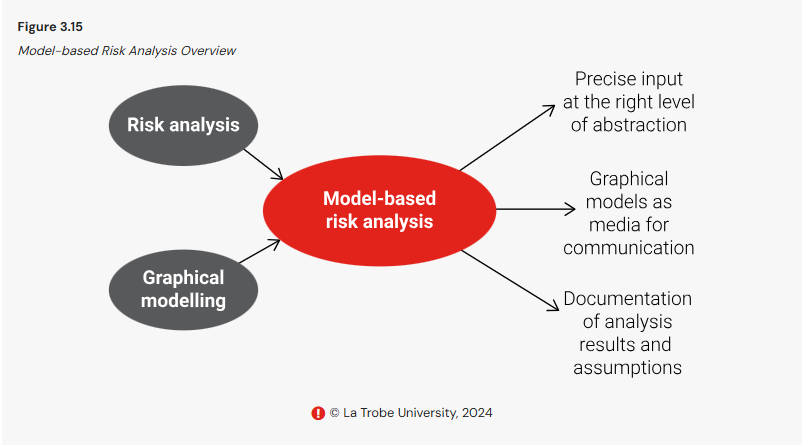 Figure 3.15
Model-based Risk Analysis Overview
Risk analysis
Graphical
modelling
Model-based
risk analysis
Precise input
at the right level
of abstraction
Graphical
models as
media for
communication
Documentation
of analysis
results and
assumptions
! © La Trobe University, 2024